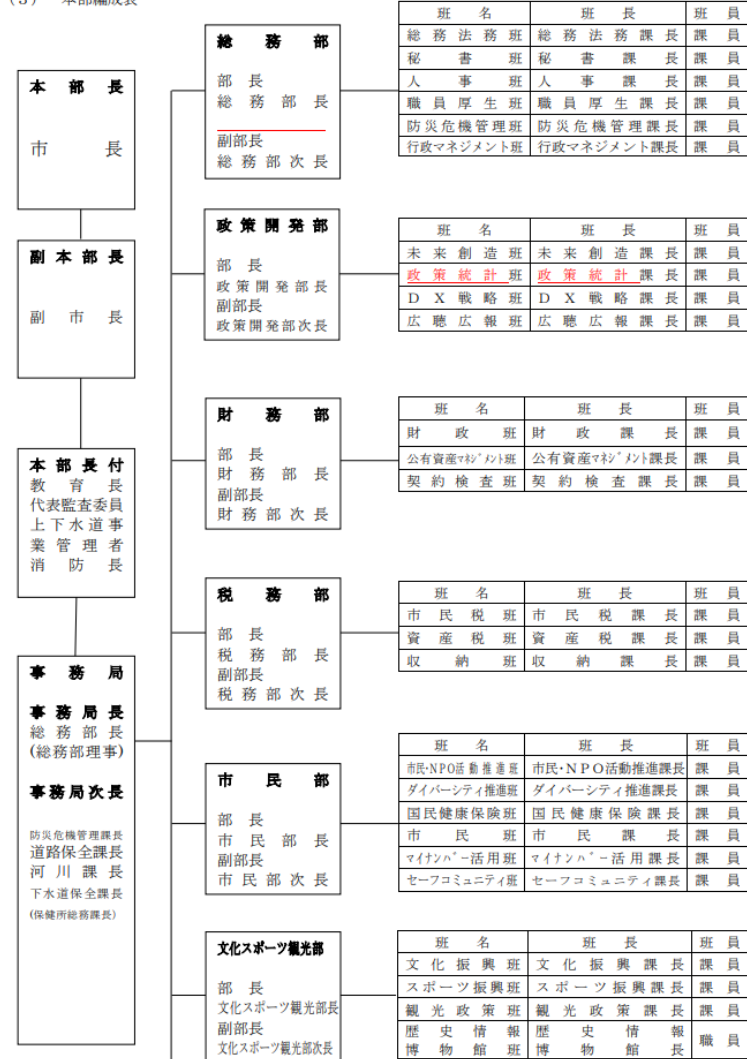 (3) 本部編成表
本部長
市長
副本部長
副市長
本部長付
教育長
代表監査委員
上下水道事
業管理者
消防長
事務局
事務局長
総務部長
(総務部理事)
事務局次長
防災危機管理課長
道路保全課長
河川課長
下水道保全課長
(保健所総務課長)
総務部
部長
総務部長
副部長
総務部次長
班名 班長 班員
総務法務班 総務法務課長 課員
秘書班 秘書課長 課員
人事班 人事課長 課員
職員厚生班 職員厚生課長 課員
防災危機管理班 防災危機管理課長 課員
行政マネジメント班 行政マネジメント課長 課員
政策開発部
部長
政策開発部長
副部長
政策開発部次長
班名 班長 班員
未来創造班 未来創造課長 課員
政策統計班 政策統計課長 課員
DX戦略班 DX戦略課長 課員
広聴広報班 広聴広報課長 課員
財務部
部長
財務部長
副部長
財務部次長
班名 班長 班員
財政班 財政課長 課員
公有資産マネジメント班 公有資産マネジメント課長 課員
契約検査班 契約検査課長 課員
税務部
部長
税務部長
副部長
税務部次長
班名 班長 班員
市民税班 市民税課長 課員
資産税班 資産税課長 課員
収納班 収納課長 課員
市民部
部長
市民部長
副部長
市民部次長
班名 班長 班員
市民・NPO活動推進班 市民・NPO活動推進課長 課員
ダイバーシティ推進班 ダイバーシティ推進課長 課員
国民健康保険班 国民健康保険課長 課員
市民班 市民課長 課員
マイナンバー活用班 マイナンバー活用課長 課員
セーフコミュニティ班 セーフコミュニティ課長 課員
文化スポーツ観光部
部長
文化スポーツ観光部長
副部長
文化スポーツ観光部次長
班名 班長 班員
文化振興班 文化振興課長 課員
スポーツ振興班 スポーツ振興課長 課員
観光政策班 観光政策課長 課員
歴史情報 歴史情報
博物館班 博物館長 職員